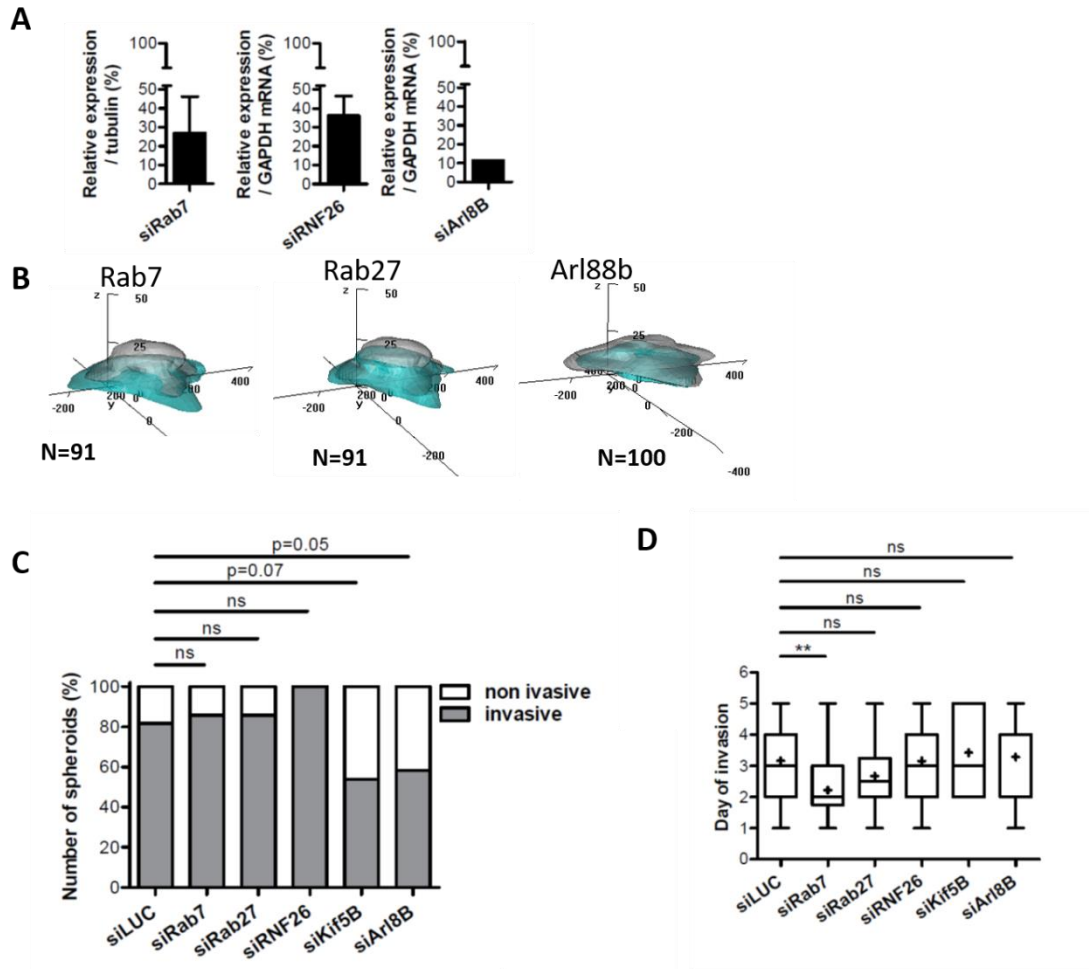 A
Relative expression
/ tubulin (%)
100
50
40
30
20
10
0
siRab7
Relative expression
/ GAPDH mRNA (%)
100
50
40
30
20
10
0
siRNF26
Relative expression
/ GAPDH mRNA (%)
100
50
40
30
20
10
0
siArl8B
B
Rab7
z
50
25
400
-200
200
0
y
0
N=91
Rab27
z
50
25
400
-200
200
0
y
0
-200
N=91
Arl88b
z
50
25
400
-200
200
0
y
0
-200
-400
N=100
C
p=0.05
p=0.07
ns
ns
ns
Number of spheroids (%)
100
80
60
40
20
0
siLUC
siRab7
siRab27
siRNF26
siKif5B
siArl8B
non ivasive
invasive
D
ns
ns
ns
ns
**
Day of invasion
6
5
4
3
2
1
0
siLUC
siRab7
siRab27
siRNF26
siKif5B
siArl8B